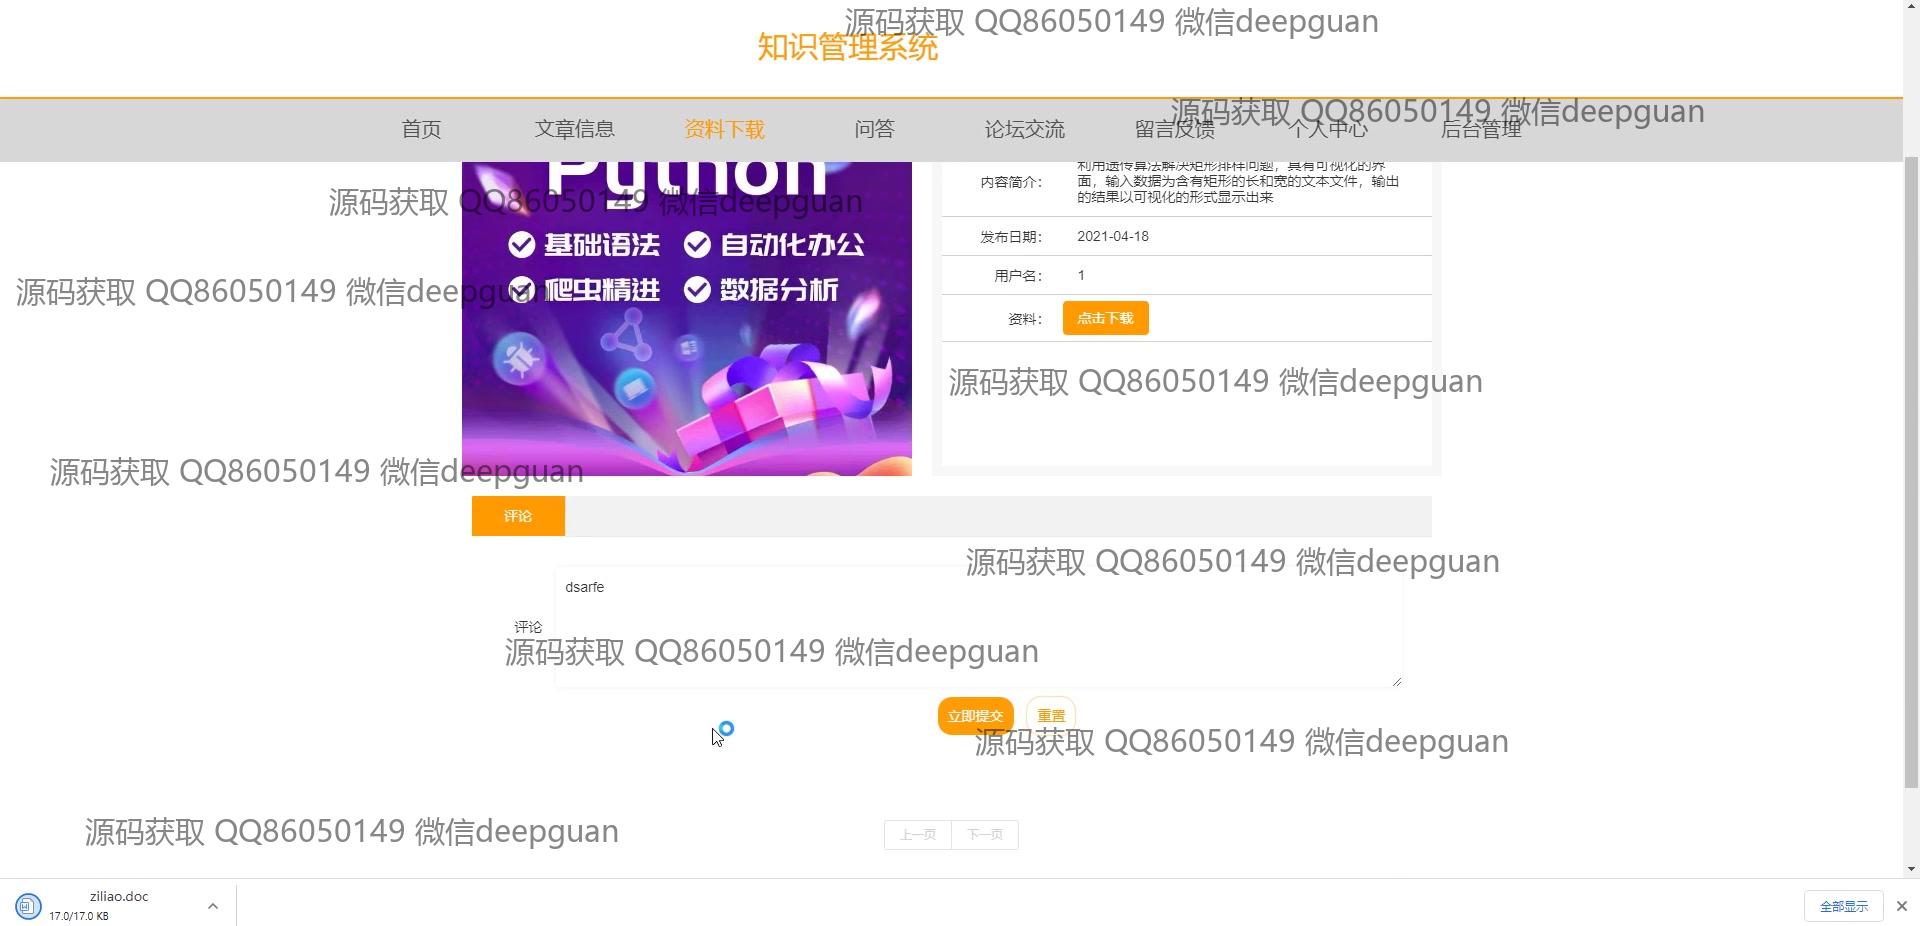 源码获取 QQ86050149 微信deepguan
知识管理系统
源码获取 QQ86050149 微信deepguan
首页 文章信息 资料下载 问答 论坛交流 留言反馈 个人中心 后台管理
Python
利用遗传算法解决矩形排样问题，具有可视化的界
内容简介： 面，输入数据为含有矩形的长和宽的文本文件，输出
的结果以可视化的形式显示出来
源码获取 QQ86050149 微信deepguan
发布日期： 2021-04-18
基础语法 自动化办公
用户名： 1
源码获取 QQ86050149 微信deepguan
爬虫精进 数据分析
资料： 点击下载
源码获取 QQ86050149 微信deepguan
源码获取 QQ86050149 微信deepguan
评论
源码获取 QQ86050149 微信deepguan
dsarfe
评论
源码获取 QQ86050149 微信deepguan
立即提交 重置
源码获取 QQ86050149 微信deepguan
源码获取 QQ86050149 微信deepguan
上一页 下一页
ziliao.doc
17.0/17.0 KB
全部显示